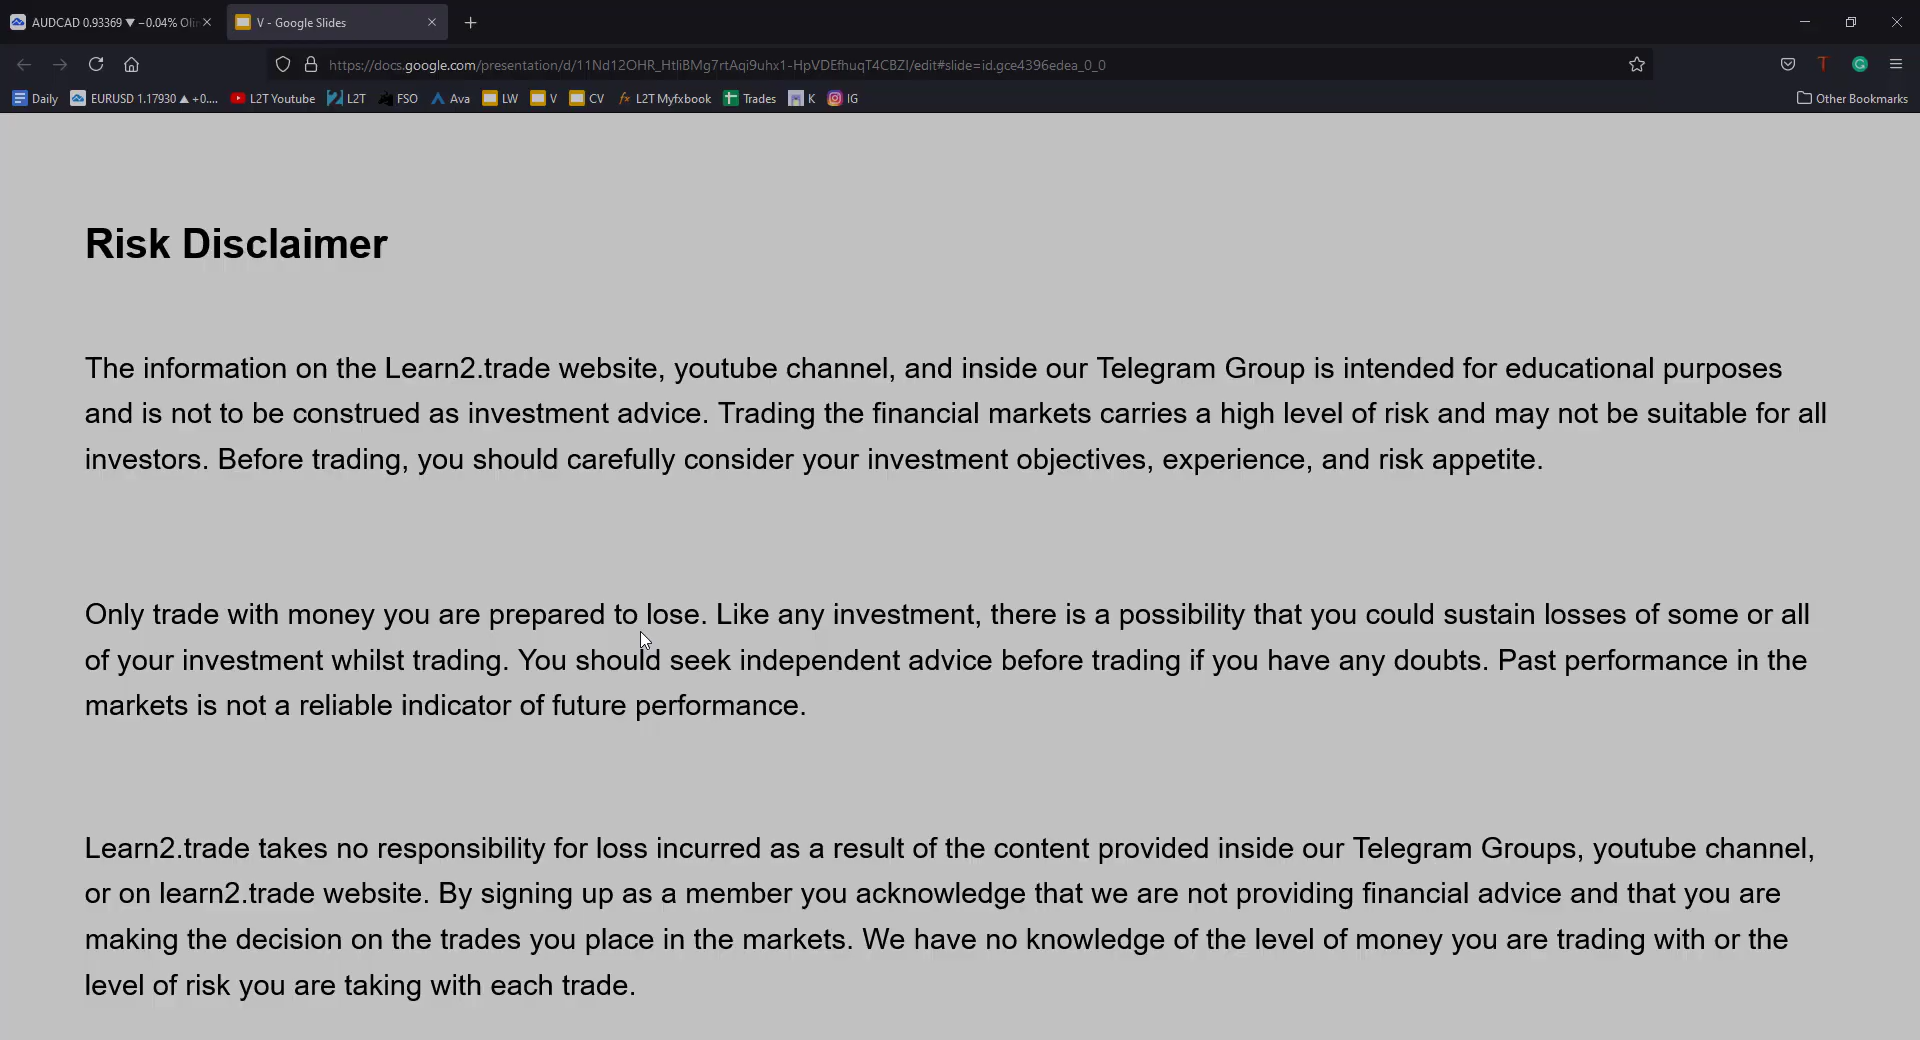 AUDCAD 0.93369 ▼ −0.04%
V - Google Slides
https://docs.google.com/presentation/d/11Nd12OHR_HtliBMg7rtAqi9uhx1-HpVDEfhuqT4CBZI/edit#slide=id.gce4396edea_0_0
Daily EURUSD 1.17930 ▲ +0.... L2T Youtube L2T FSO Ava LW V CV L2T Myfxbook Trades K IG Other Bookmarks
Risk Disclaimer
The information on the Learn2.trade website, youtube channel, and inside our Telegram Group is intended for educational purposes
and is not to be construed as investment advice. Trading the financial markets carries a high level of risk and may not be suitable for all
investors. Before trading, you should carefully consider your investment objectives, experience, and risk appetite.
Only trade with money you are prepared to lose. Like any investment, there is a possibility that you could sustain losses of some or all
of your investment whilst trading. You should seek independent advice before trading if you have any doubts. Past performance in the
markets is not a reliable indicator of future performance.
Learn2.trade takes no responsibility for loss incurred as a result of the content provided inside our Telegram Groups, youtube channel,
or on learn2.trade website. By signing up as a member you acknowledge that we are not providing financial advice and that you are
making the decision on the trades you place in the markets. We have no knowledge of the level of money you are trading with or the
level of risk you are taking with each trade.